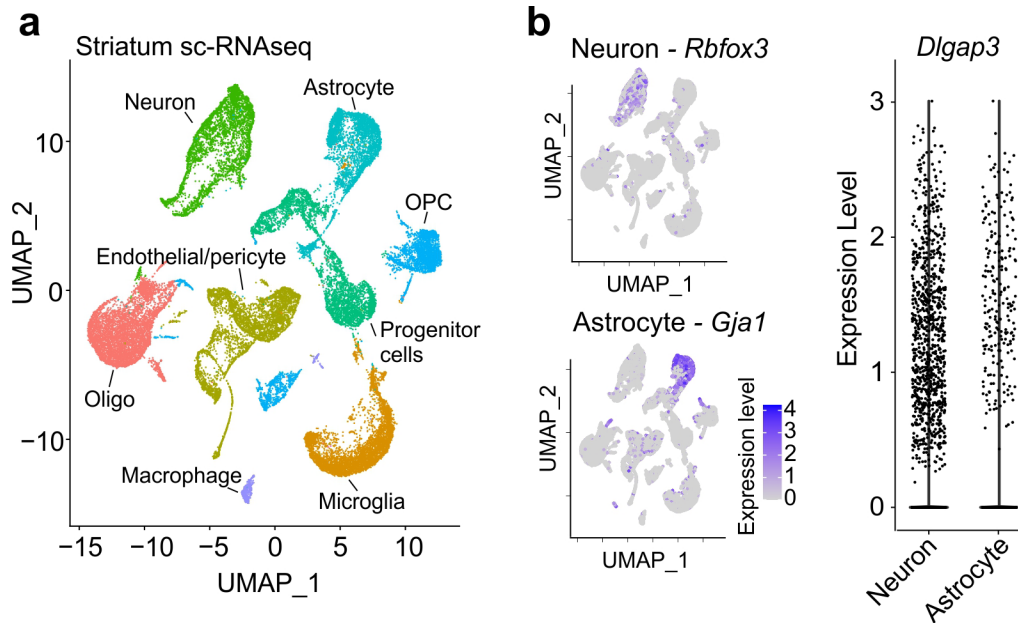 a
Striatum sc-RNAseq
Neuron
Astrocyte
OPC
Endothelial/pericyte
Progenitor
cells
Oligo
Macrophage
Microglia
10
0
−10
UMAP_2
−15
−10
−5
0
5
10
UMAP_1
b
Neuron - Rbfox3
UMAP_2
UMAP_1
Astrocyte - Gja1
UMAP_2
UMAP_1
Expression level
4
3
2
1
0
Dlgap3
Expression Level
3
2
1
0
Neuron
Astrocyte